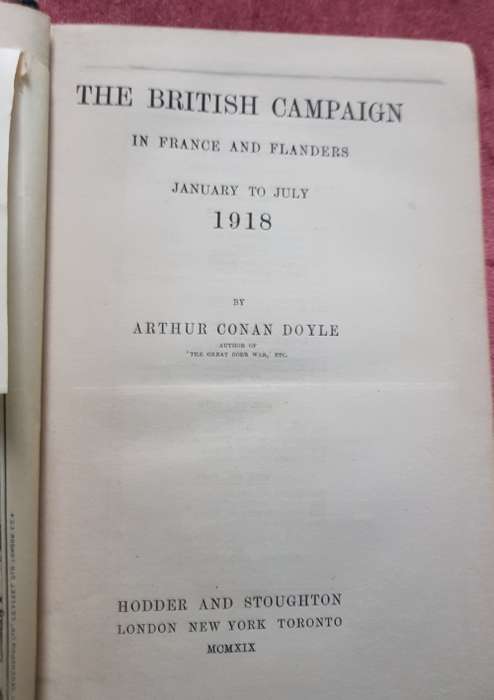 THE BRITISH CAMPAIGN
IN FRANCE AND FLANDERS
JANUARY TO JULY
1918
BY
ARTHUR CONAN DOYLE
AUTHOR OF
'THE GREAT BOER WAR,' ETC.
HODDER AND STOUGHTON
LONDON NEW YORK TORONTO
MCMXIX